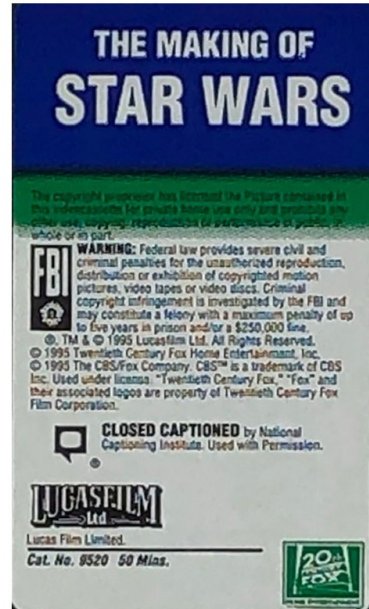 THE MAKING OF
STAR WARS
The copyright proprietor has licensed the Picture contained in
this videocassette for private home use only and prohibits any
other use, copying, reproduction or performance in public, in
whole or in part.
FBI
WARNING: Federal law provides severe civil and
criminal penalties for the unauthorized reproduction,
distribution or exhibition of copyrighted motion
pictures, video tapes or video discs. Criminal
copyright infringement is investigated by the FBI and
may constitute a felony with a maximum penalty of up
to five years in prison and/or a $250,000 fine.
®, TM & © 1995 Lucasfilm Ltd. All Rights Reserved.
© 1995 Twentieth Century Fox Home Entertainment, Inc.
© 1995 The CBS/Fox Company. CBS™ is a trademark of CBS
Inc. Used under license. "Twentieth Century Fox," "Fox" and
their associated logos are property of Twentieth Century Fox
Film Corporation.
CLOSED CAPTIONED by National
Captioning Institute. Used with Permission.
®
LUCASFILM
Ltd
Lucas Film Limited.
Cat. No. 9520 50 Mins.
20th
CENTURY
FOX
HOME ENTERTAINMENT